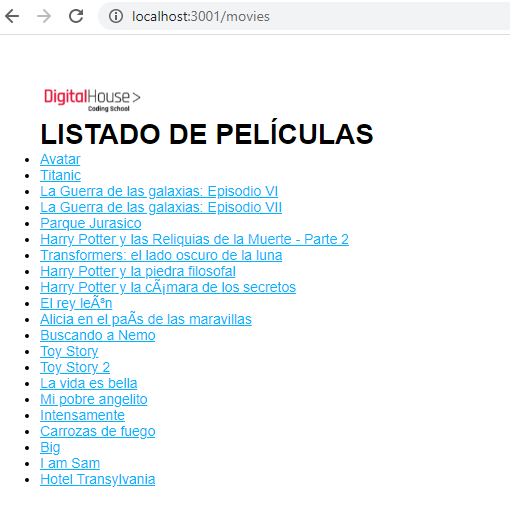 localhost:3001/movies
DigitalHouse>
Coding School
LISTADO DE PELÍCULAS
Avatar
Titanic
La Guerra de las galaxias: Episodio VI
La Guerra de las galaxias: Episodio VII
Parque Jurasico
Harry Potter y las Reliquias de la Muerte - Parte 2
Transformers: el lado oscuro de la luna
Harry Potter y la piedra filosofal
Harry Potter y la cÃ¡mara de los secretos
El rey leÃ³n
Alicia en el paÃ­s de las maravillas
Buscando a Nemo
Toy Story
Toy Story 2
La vida es bella
Mi pobre angelito
Intensamente
Carrozas de fuego
Big
I am Sam
Hotel Transylvania